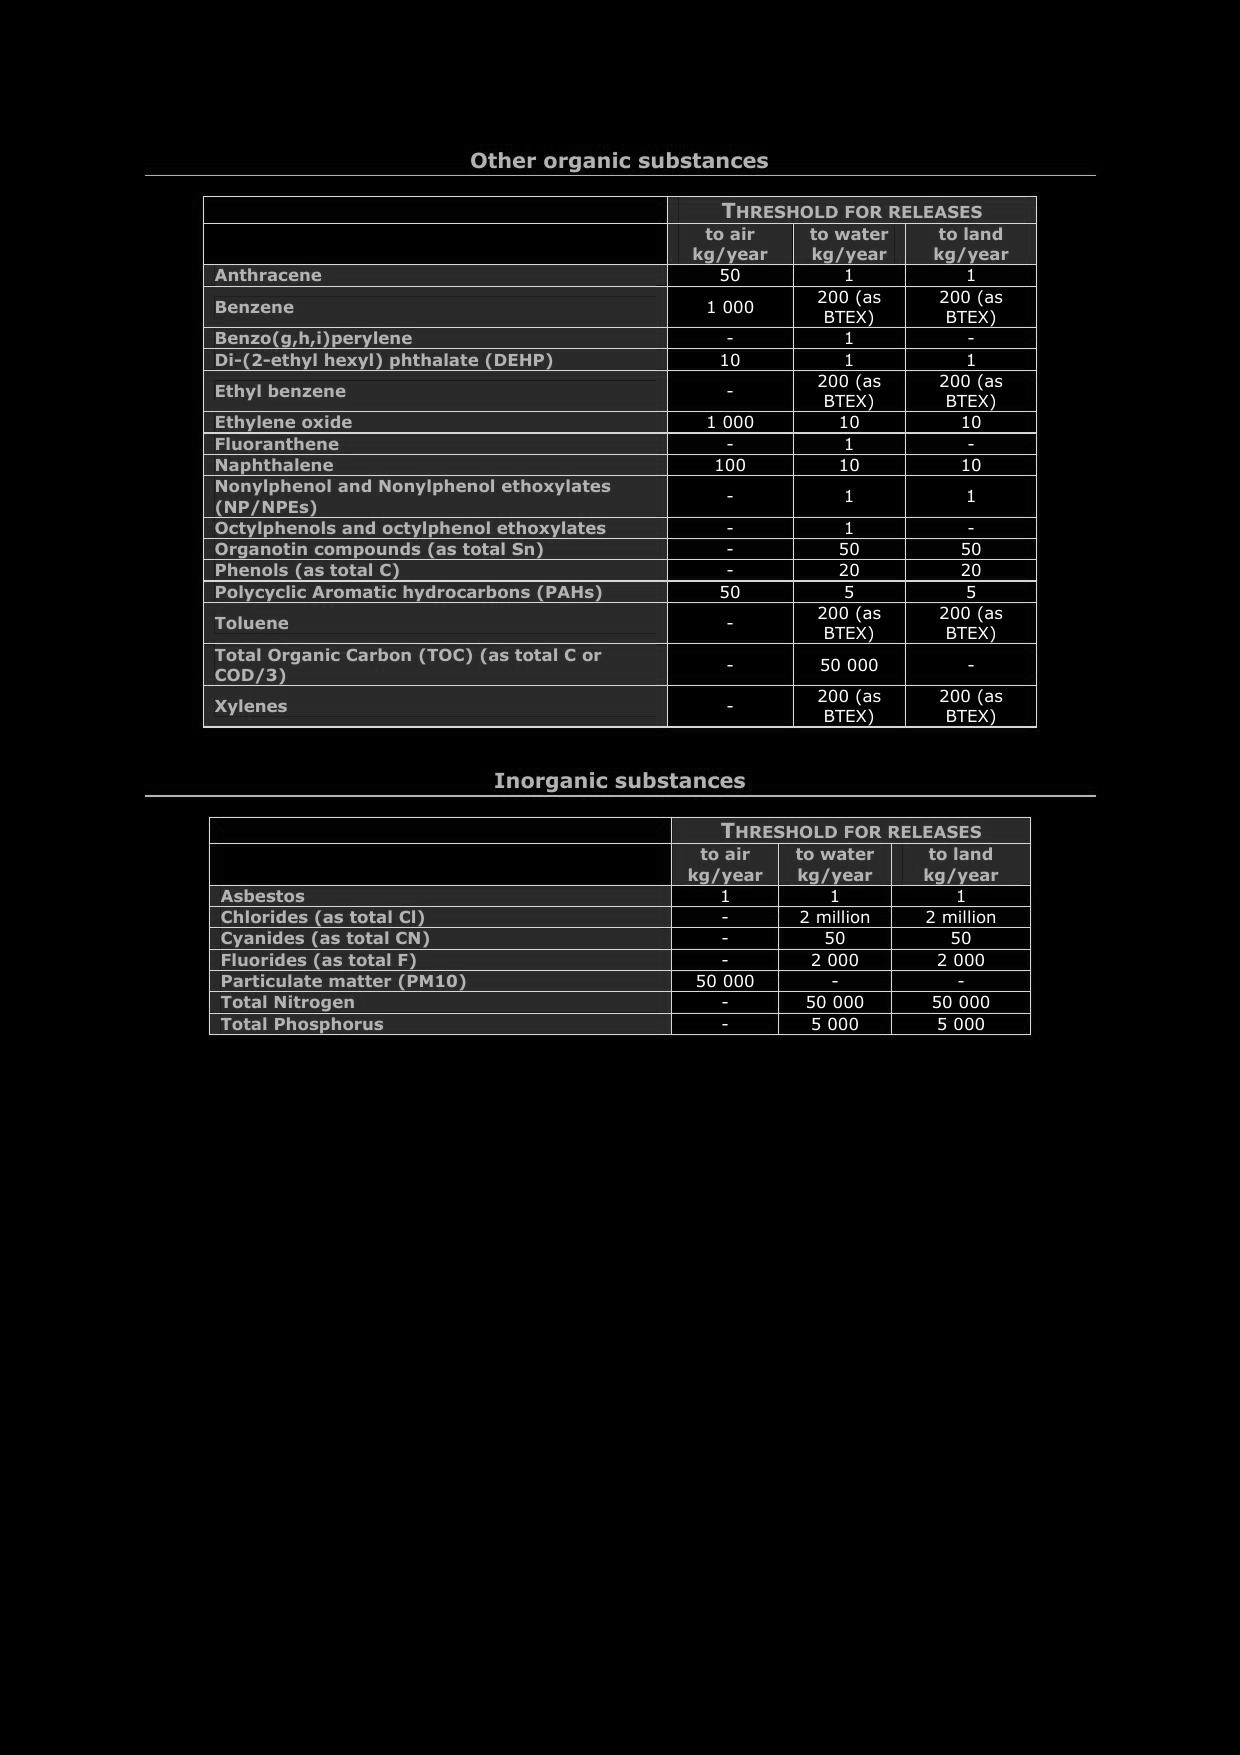 Other organic substances
THRESHOLD FOR RELEASES
to air to water to land
kg/year kg/year kg/year
Anthracene 50 1 1
Benzene 1 000 200 (as BTEX) 200 (as BTEX)
Benzo(g,h,i)perylene - 1 -
Di-(2-ethyl hexyl) phthalate (DEHP) 10 1 1
Ethyl benzene - 200 (as BTEX) 200 (as BTEX)
Ethylene oxide 1 000 10 10
Fluoranthene - 1 -
Naphthalene 100 10 10
Nonylphenol and Nonylphenol ethoxylates
(NP/NPEs) - 1 1
Octylphenols and octylphenol ethoxylates - 1 -
Organotin compounds (as total Sn) - 50 50
Phenols (as total C) - 20 20
Polycyclic Aromatic hydrocarbons (PAHs) 50 5 5
Toluene - 200 (as BTEX) 200 (as BTEX)
Total Organic Carbon (TOC) (as total C or
COD/3) - 50 000 -
Xylenes - 200 (as BTEX) 200 (as BTEX)
Inorganic substances
THRESHOLD FOR RELEASES
to air to water to land
kg/year kg/year kg/year
Asbestos 1 1 1
Chlorides (as total Cl) - 2 million 2 million
Cyanides (as total CN) - 50 50
Fluorides (as total F) - 2 000 2 000
Particulate matter (PM10) 50 000 - -
Total Nitrogen - 50 000 50 000
Total Phosphorus - 5 000 5 000